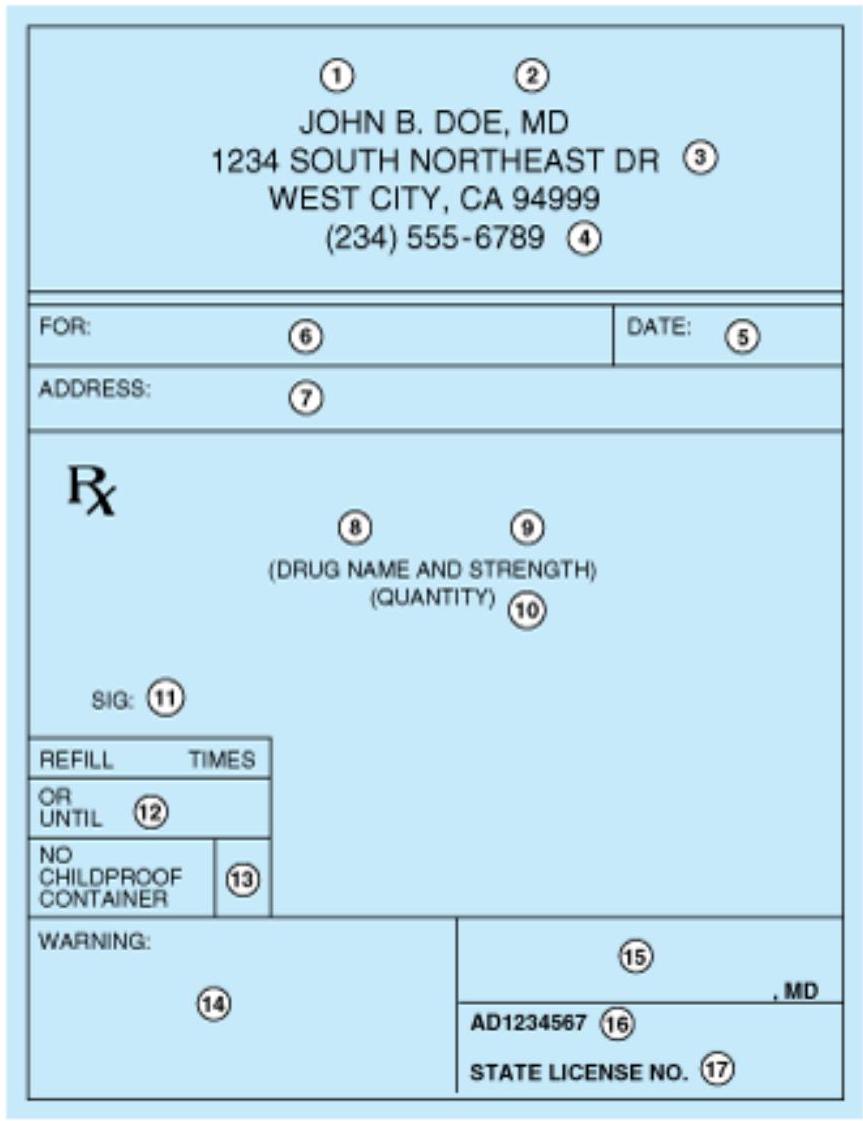 ① ②
JOHN B. DOE, MD
1234 SOUTH NORTHEAST DR ③
WEST CITY, CA 94999
(234) 555-6789 ④
FOR: ⑥ DATE: ⑤
ADDRESS: ⑦
Rx
⑧ ⑨
(DRUG NAME AND STRENGTH)
(QUANTITY) ⑩
SIG: ⑪
REFILL TIMES
OR
UNTIL ⑫
NO
CHILDPROOF ⑬
CONTAINER
WARNING:
⑭
⑮
, MD
AD1234567 ⑯
STATE LICENSE NO. ⑰